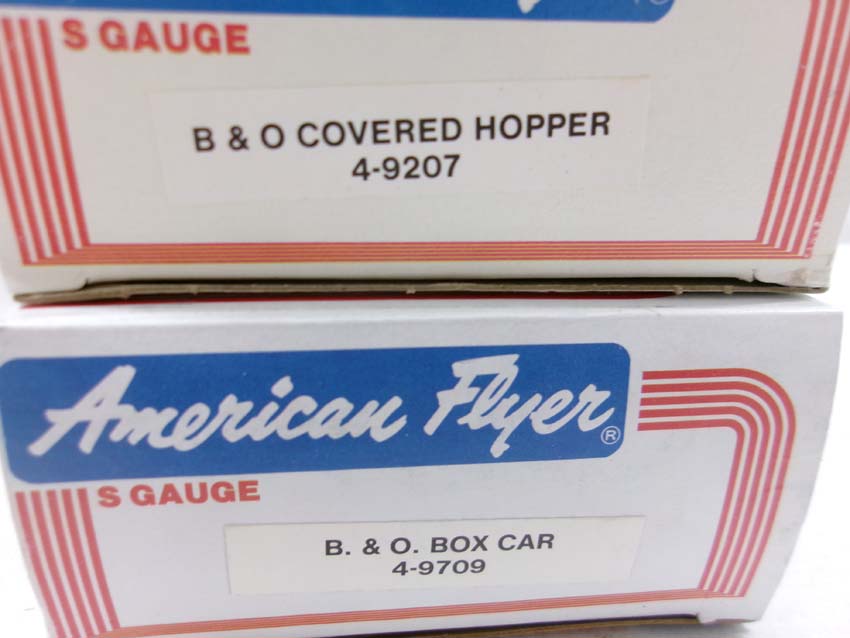 S GAUGE
B & O COVERED HOPPER
4-9207
American Flyer®
S GAUGE
B. & O. BOX CAR
4-9709